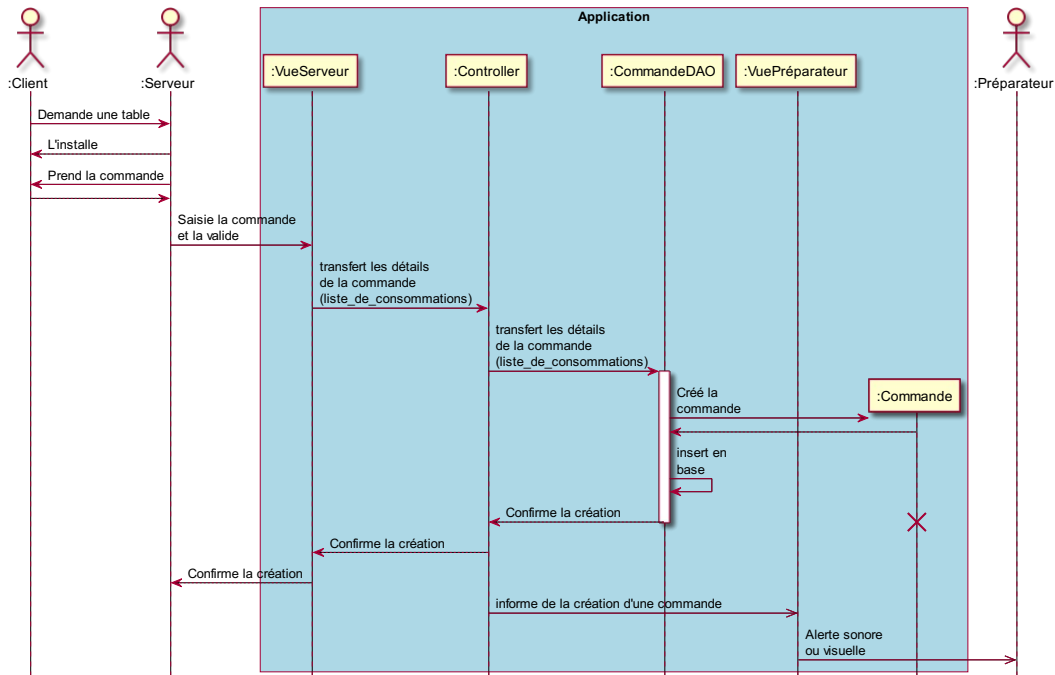 Application
:VueServeur
:Controller
:CommandeDAO
:VuePréparateur
:Client
:Serveur
:Préparateur
Demande une table
L'installe
Prend la commande
Saisie la commande
et la valide
transfert les détails
de la commande
(liste_de_consommations)
transfert les détails
de la commande
(liste_de_consommations)
Créé la
commande
:Commande
insert en
base
Confirme la création
Confirme la création
Confirme la création
informe de la création d'une commande
Alerte sonore
ou visuelle